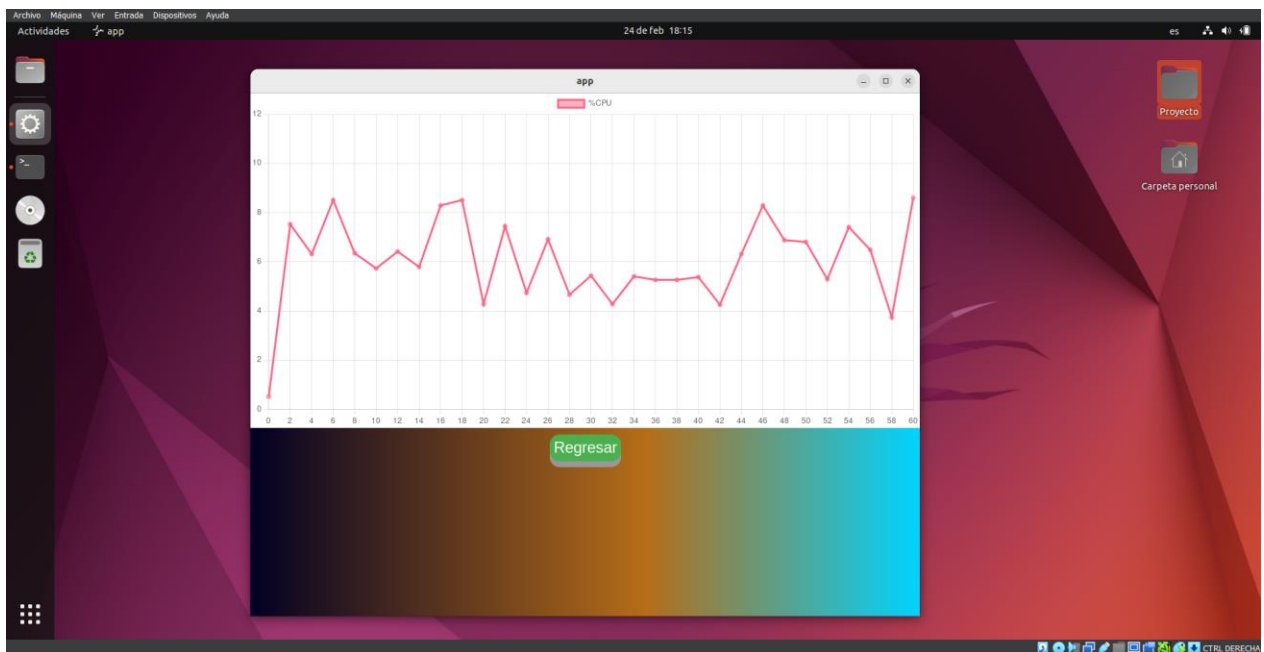 Archivo Máquina Ver Entrada Dispositivos Ayuda
Actividades app 24 de feb 18:15 es
app
%CPU
12
10
8
6
4
2
0
0 2 4 6 8 10 12 14 16 18 20 22 24 26 28 30 32 34 36 38 40 42 44 46 48 50 52 54 56 58 60
Regresar
Proyecto
Carpeta personal
CTRL DERECHA